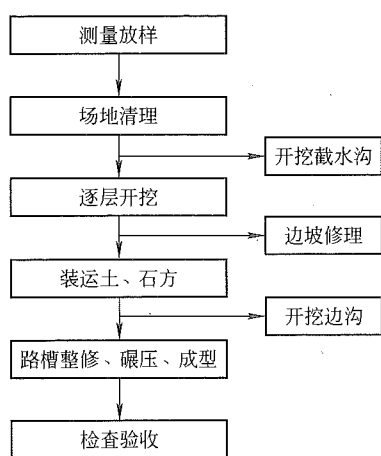 测量放样
场地清理
开挖截水沟
逐层开挖
边坡修理
装运土、石方
开挖边沟
路槽整修、碾压、成型
检查验收